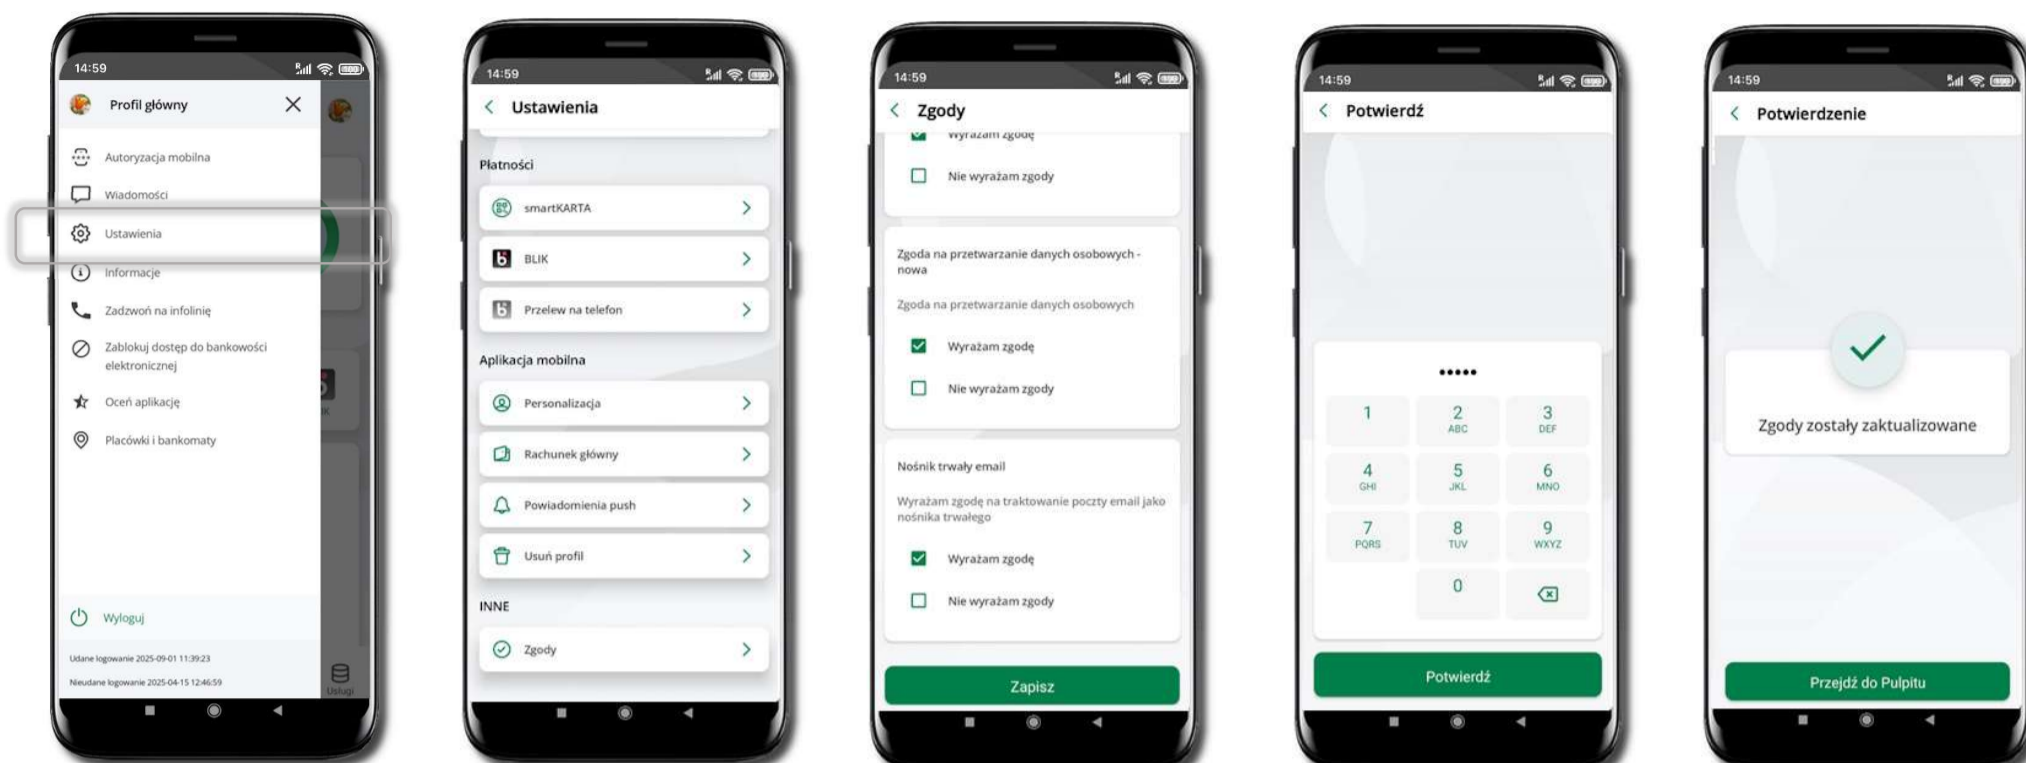 14:59
Profil główny
Autoryzacja mobilna
Wiadomości
Ustawienia
Informacje
Zadzwoń na infolinię
Zablokuj dostęp do bankowości
elektronicznej
Oceń aplikację
Placówki i bankomaty
Wyloguj
Udane logowanie 2025-09-01 11:39:23
Nieudane logowanie 2025-04-15 12:46:59
Usługi
14:59
Ustawienia
Płatności
smartKARTA
BLIK
Przelew na telefon
Aplikacja mobilna
Personalizacja
Rachunek główny
Powiadomienia push
Usuń profil
INNE
Zgody
14:59
Zgody
Wyrażam zgodę
Nie wyrażam zgody
Zgoda na przetwarzanie danych osobowych -
nowa
Zgoda na przetwarzanie danych osobowych
Wyrażam zgodę
Nie wyrażam zgody
Nośnik trwały email
Wyrażam zgodę na traktowanie poczty email jako
nośnika trwałego
Wyrażam zgodę
Nie wyrażam zgody
Zapisz
14:59
Potwierdź
•••••
1 2 3
ABC DEF
4 5 6
GHI JKL MNO
7 8 9
PQRS TUV WXYZ
0
Potwierdź
14:59
Potwierdzenie
Zgody zostały zaktualizowane
Przejdź do Pulpitu